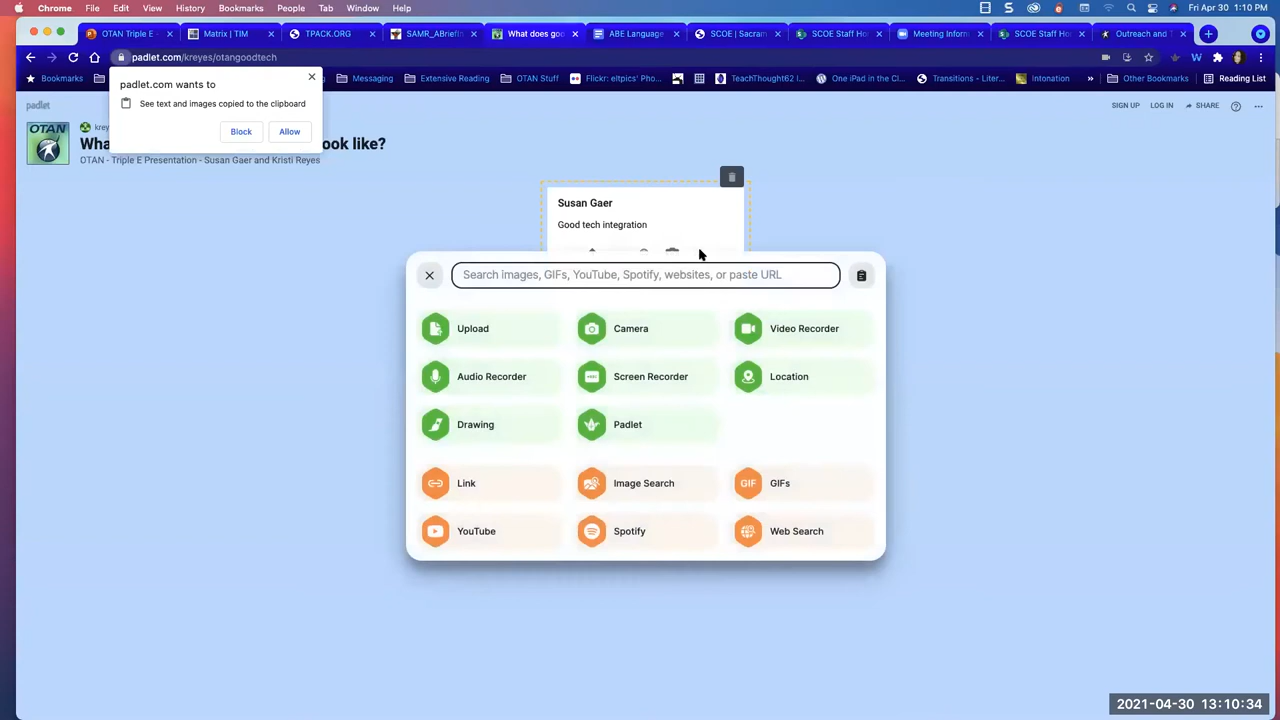 Chrome File Edit View History Bookmarks People Tab Window Help Fri Apr 30 1:10 PM
OTAN Triple E - Matrix | TIM TPACK.ORG SAMR_ABriefIn What does goo ABE Language SCOE | Sacram SCOE Staff Ho Meeting Inform SCOE Staff Ho Outreach and T
padlet.com/kreyes/otangoodtech
Bookmarks Messaging Extensive Reading OTAN Stuff Flickr: eltpics' Pho... TeachThought62 I... One iPad in the Cl... Transitions - Liter... Intonation Other Bookmarks Reading List
padlet.com wants to
See text and images copied to the clipboard
Block Allow
padlet
SIGN UP LOG IN SHARE
OTAN
krey
Wha ook like?
OTAN - Triple E Presentation - Susan Gaer and Kristi Reyes
Susan Gaer
Good tech integration
Search images, GIFs, YouTube, Spotify, websites, or paste URL
Upload Camera Video Recorder
Audio Recorder Screen Recorder Location
Drawing Padlet
Link Image Search GIF GIFs
YouTube Spotify Web Search
2021-04-30 13:10:34